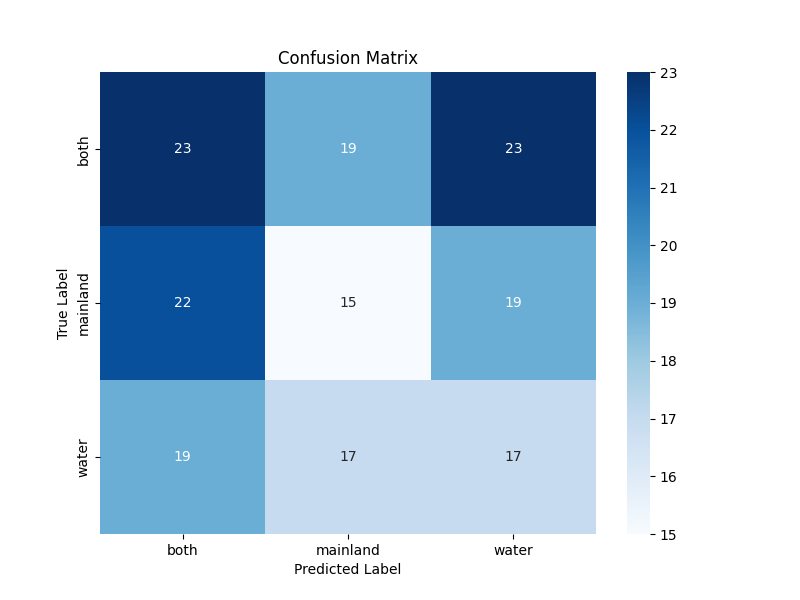 Confusion Matrix
both
23
19
23
mainland
22
15
19
water
19
17
17
True Label
both
mainland
water
Predicted Label
23
22
21
20
19
18
17
16
15